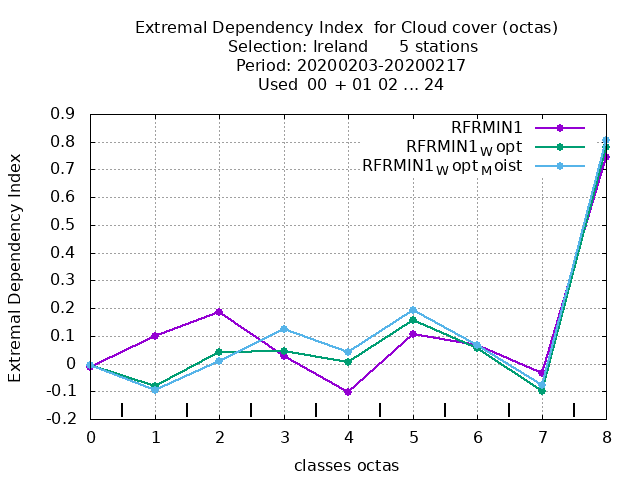 Extremal Dependency Index  for Cloud cover (octas)
Selection: Ireland      5 stations
Period: 20200203-20200217
Used  00  + 01 02 ... 24
RFRMIN1
RFRMIN1W opt
RFRMIN1W optM oist
Extremal Dependency Index
0.9
0.8
0.7
0.6
0.5
0.4
0.3
0.2
0.1
0
-0.1
-0.2
0 1 2 3 4 5 6 7 8
classes octas